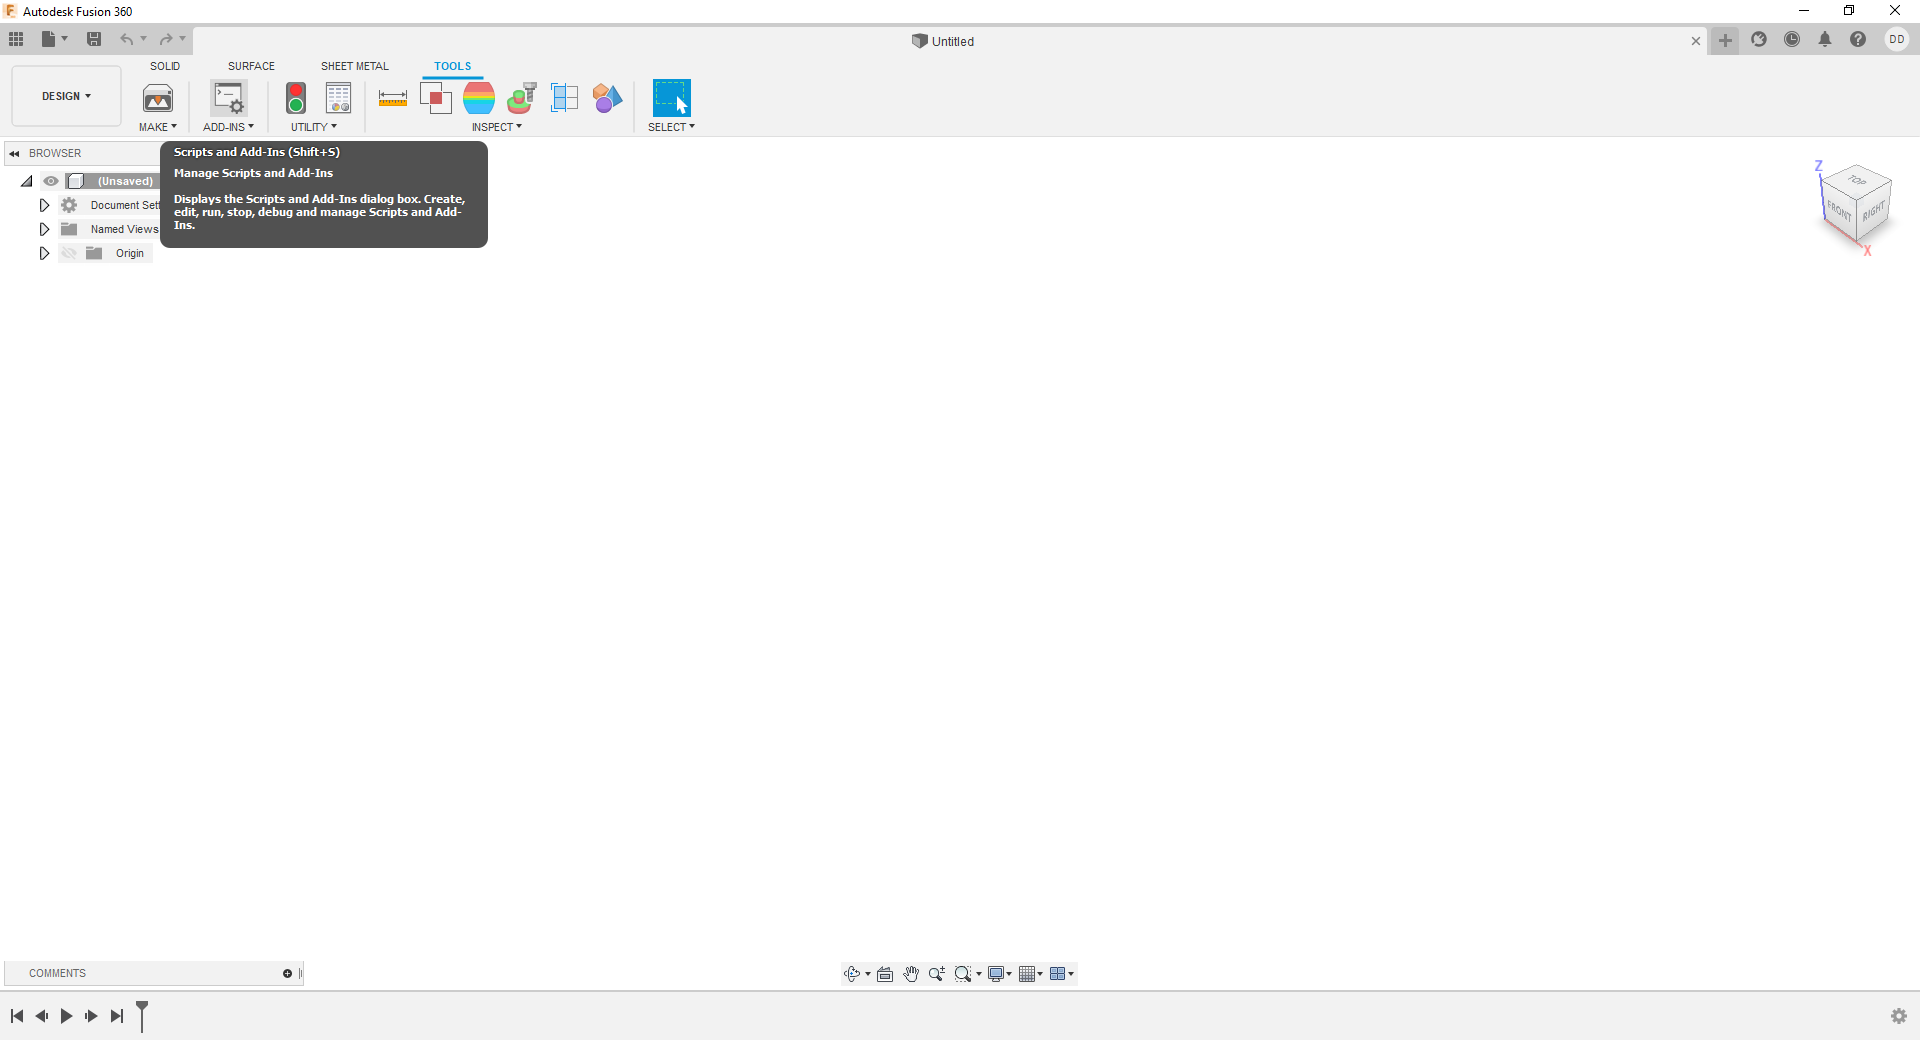 Autodesk Fusion 360
Untitled
DD
SOLID
SURFACE
SHEET METAL
TOOLS
DESIGN
MAKE
ADD-INS
UTILITY
INSPECT
SELECT
BROWSER
Scripts and Add-Ins (Shift+S)
Manage Scripts and Add-Ins
Displays the Scripts and Add-Ins dialog box. Create,
edit, run, stop, debug and manage Scripts and Add-
Ins.
(Unsaved)
Document Sett
Named Views
Origin
Z
TOP
FRONT
RIGHT
X
COMMENTS